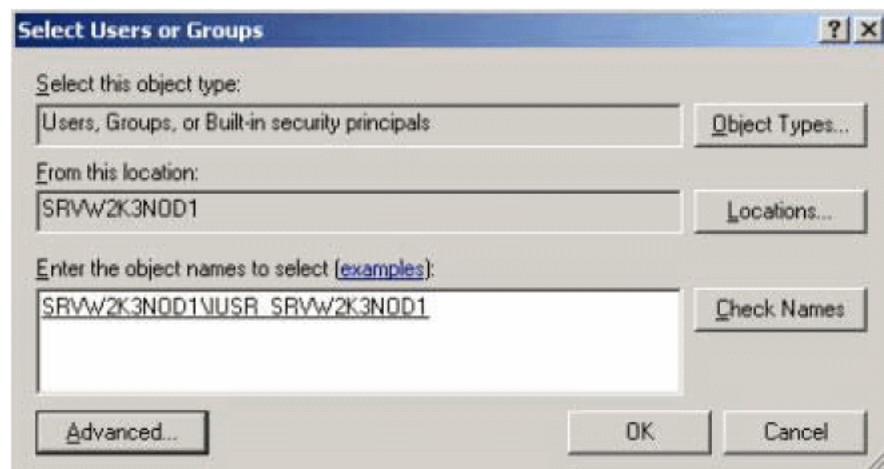 Select Users or Groups
Select this object type:
Users, Groups, or Built-in security principals
Object Types...
From this location:
SRVW2K3NOD1
Locations...
Enter the object names to select (examples):
SRVW2K3NOD1\IUSR_SRVW2K3NOD1
Check Names
Advanced...
OK
Cancel